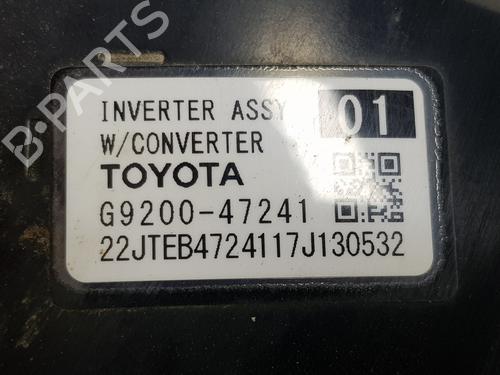 B-PARTS
INVERTER ASSY 01
W/CONVERTER
TOYOTA
G9200-47241
22JTEB4724117J130532